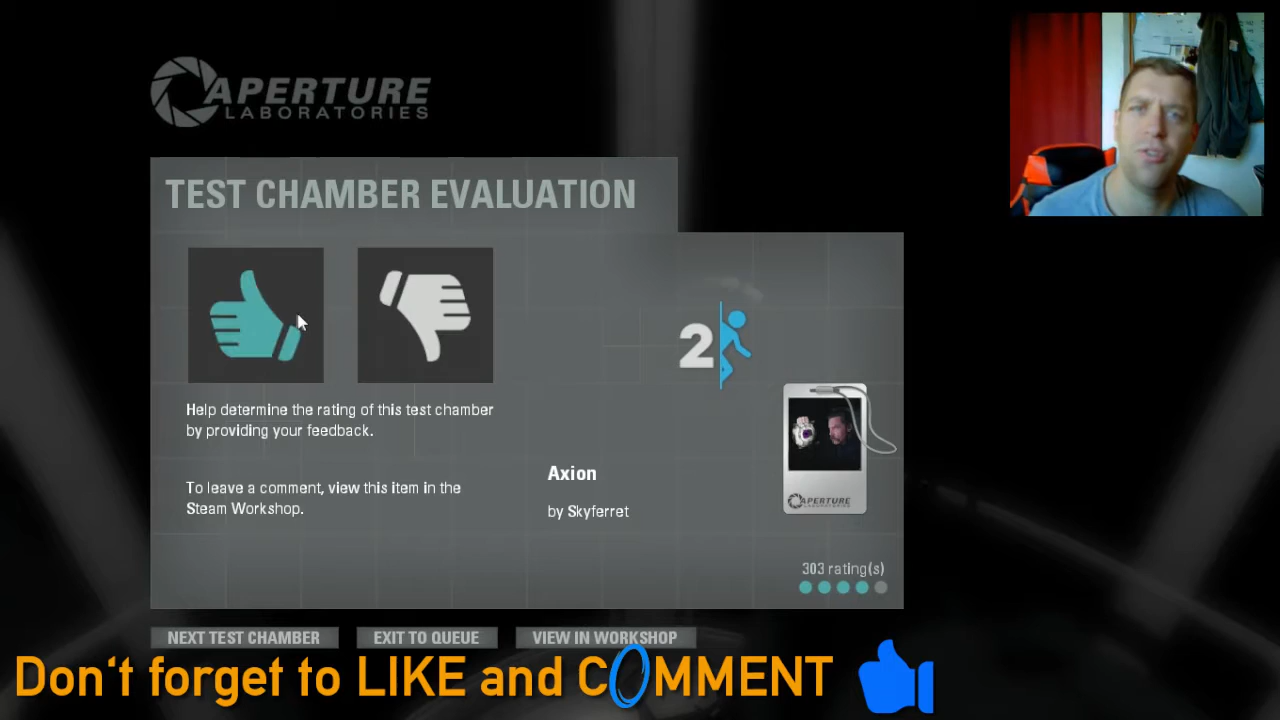 APERTURE
LABORATORIES
TEST CHAMBER EVALUATION
2
Help determine the rating of this test chamber
by providing your feedback.
To leave a comment, view this item in the
Steam Workshop.
Axion
by Skyferret
APERTURE
LABORATORIES
303 rating(s)
NEXT TEST CHAMBER
EXIT TO QUEUE
VIEW IN WORKSHOP
Don't forget to LIKE and COMMENT